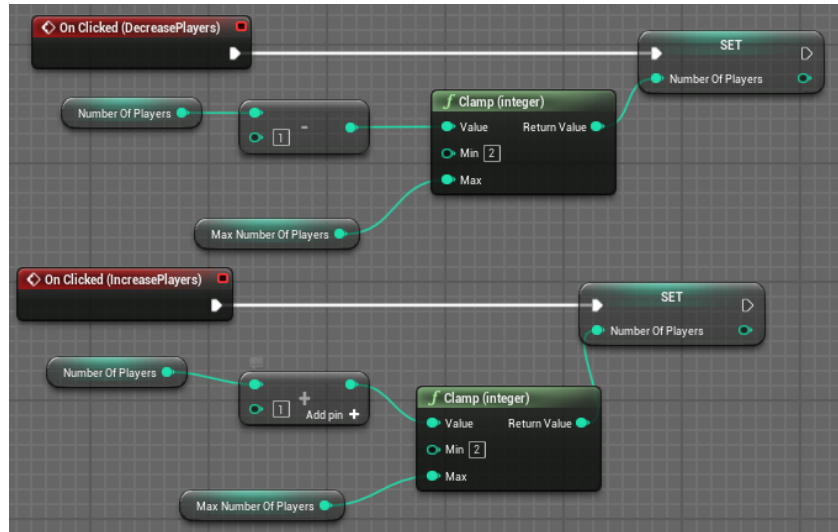 On Clicked (DecreasePlayers)
SET
Number Of Players
Number Of Players
1
-
Clamp (integer)
Value
Return Value
Min 2
Max
Max Number Of Players
On Clicked (IncreasePlayers)
SET
Number Of Players
Number Of Players
1
+
Add pin +
Clamp (integer)
Value
Return Value
Min 2
Max
Max Number Of Players